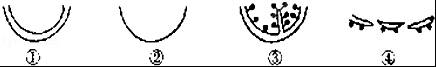 ① ② ③ ④